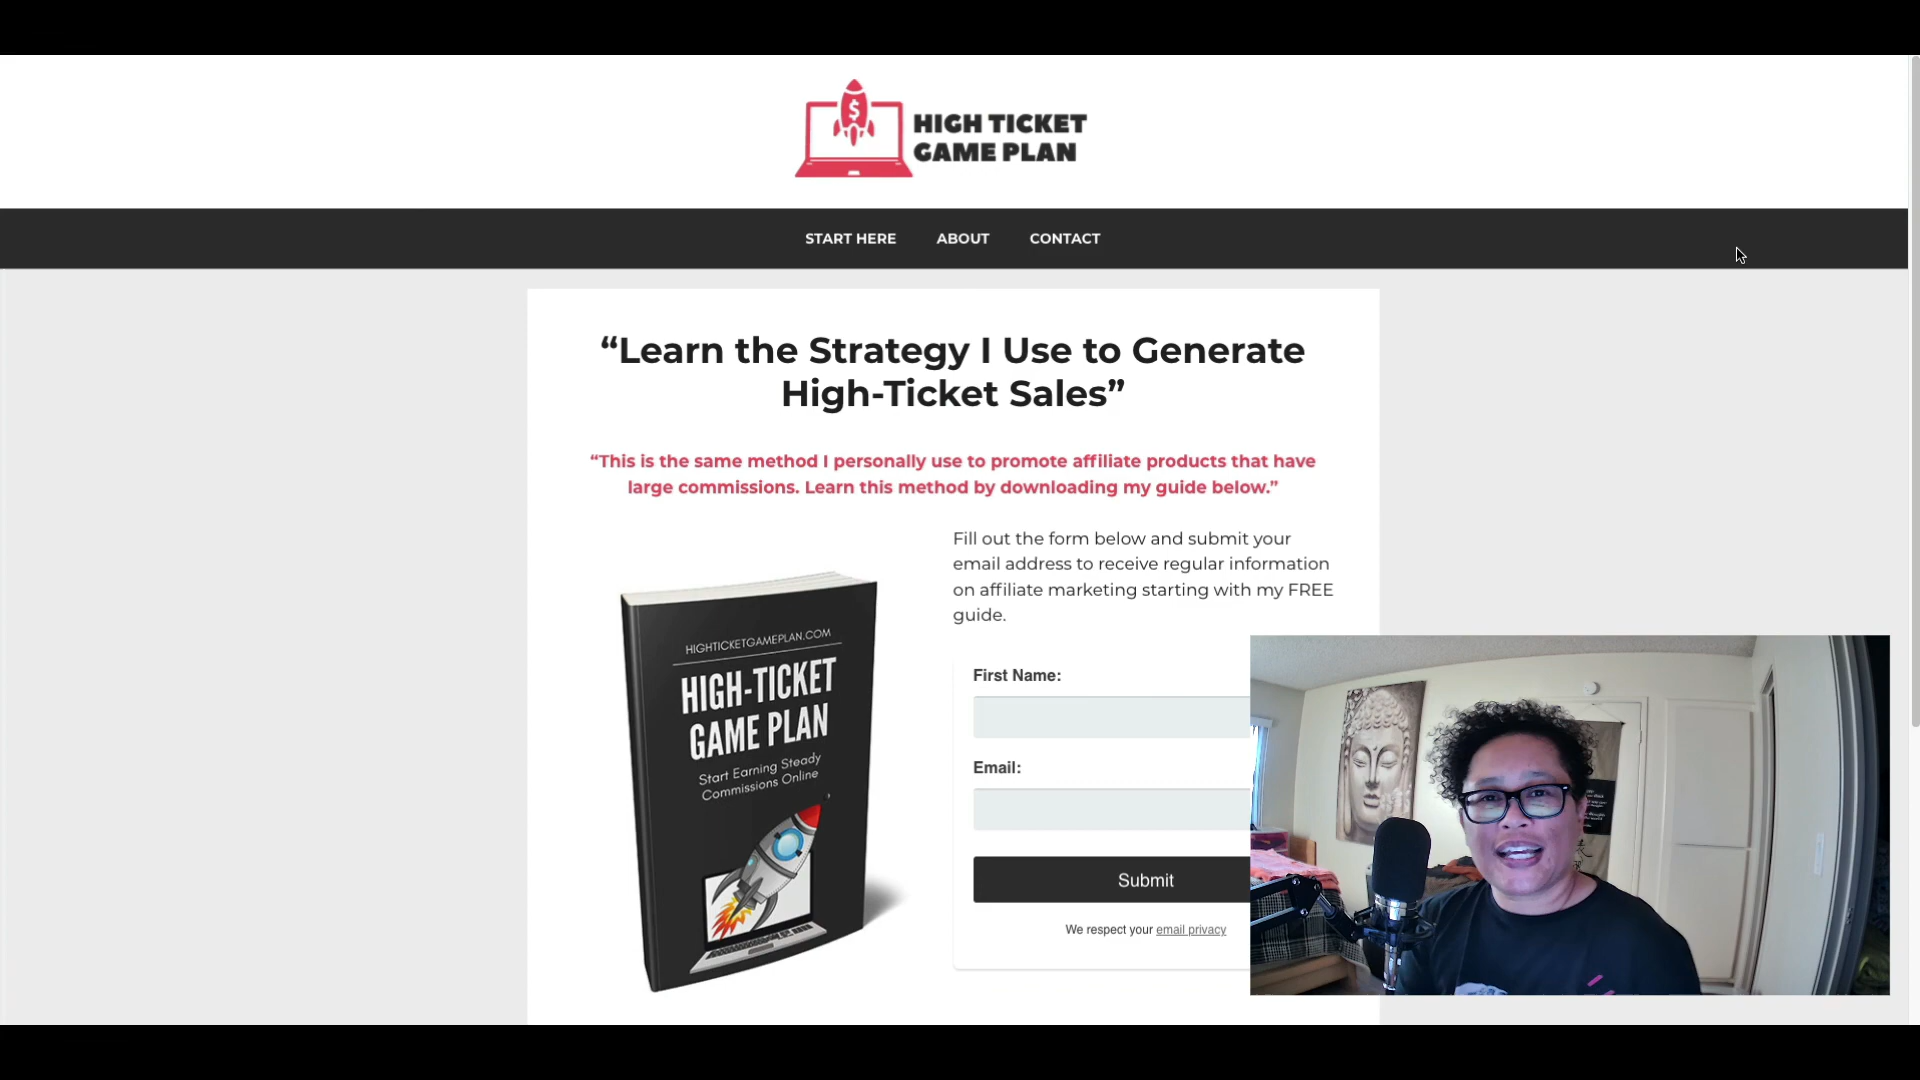 $
HIGH TICKET
GAME PLAN
START HERE
ABOUT
CONTACT
“Learn the Strategy I Use to Generate
High-Ticket Sales”
“This is the same method I personally use to promote affiliate products that have
large commissions. Learn this method by downloading my guide below.”
HIGHTICKETGAMEPLAN.COM
HIGH-TICKET
GAME PLAN
Start Earning Steady
Commissions Online
Fill out the form below and submit your
email address to receive regular information
on affiliate marketing starting with my FREE
guide.
First Name:
Email:
Submit
We respect your email privacy